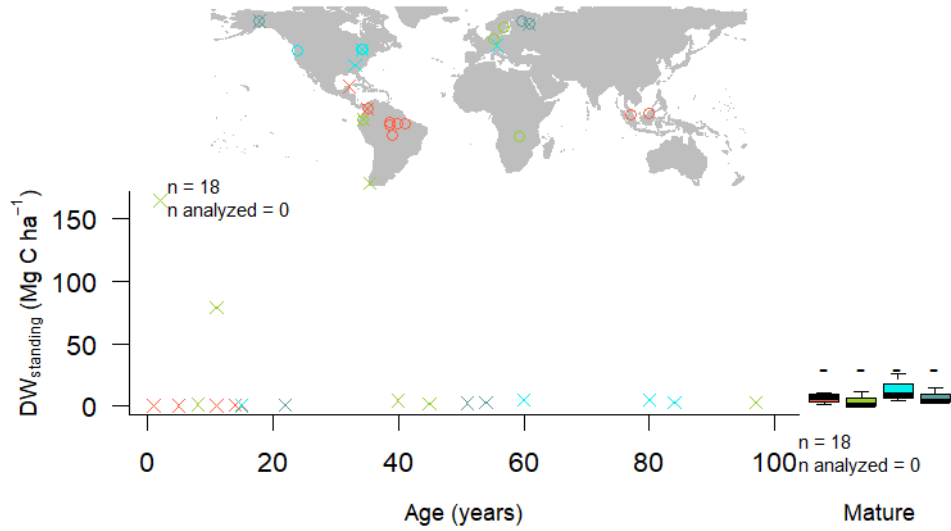 n = 18
n analyzed = 0
DWstanding (Mg C ha−1)
150
100
50
0
0
20
40
60
80
100
- - - -
n = 18
n analyzed = 0
Age (years)
Mature